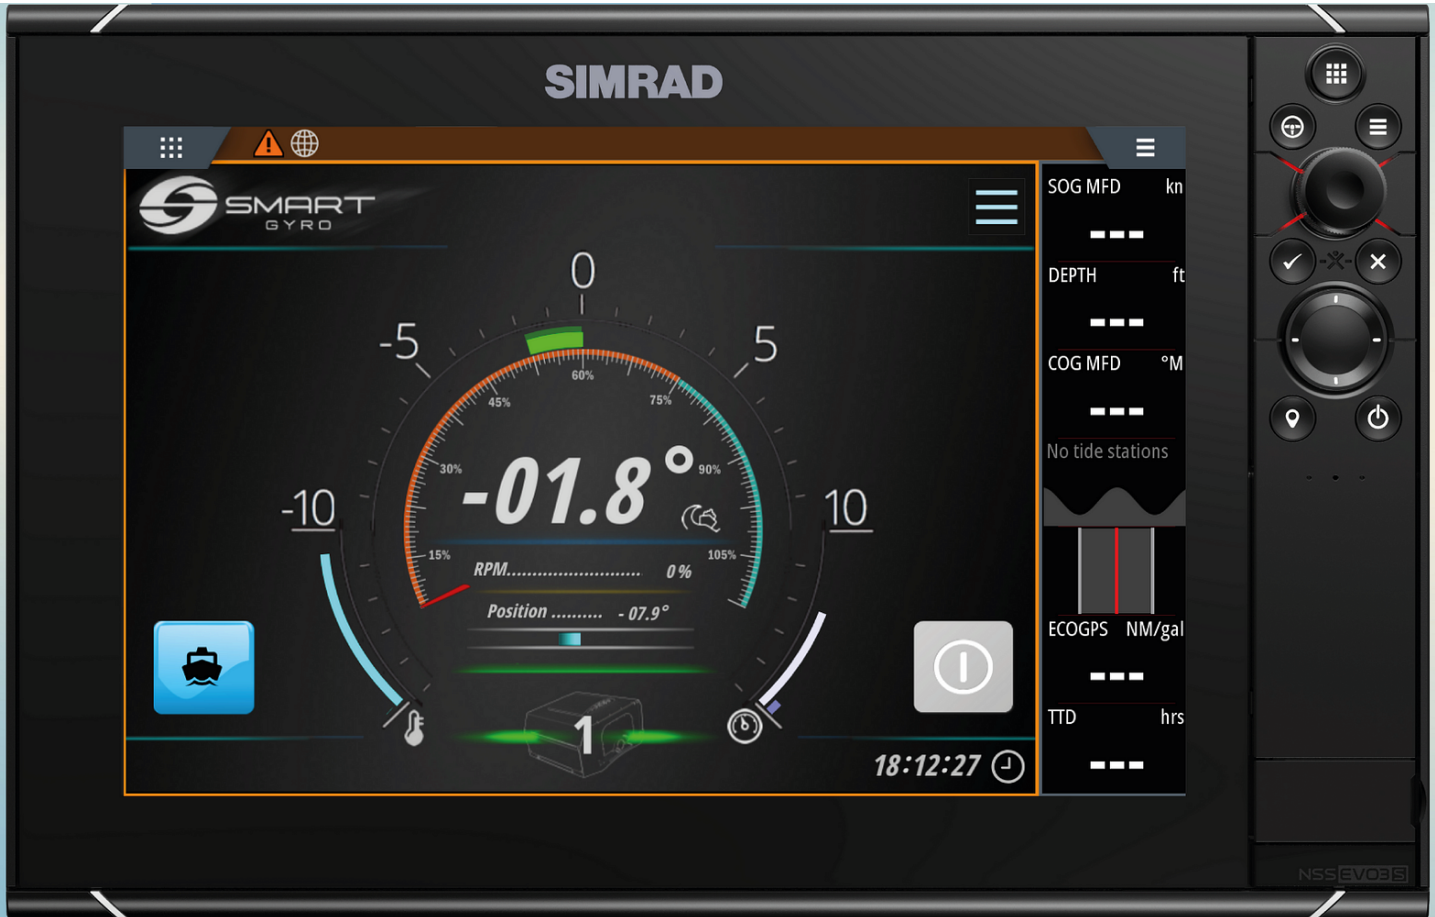 SIMRAD
SMART
GYRO
0
-5
5
-10
10
15%
30%
45%
60%
75%
90%
105%
-01.8°
RPM........................ 0%
Position .......... - 07.9°
1
18:12:27
SOG MFD kn
---
DEPTH ft
---
COG MFD °M
---
No tide stations
ECOGPS NM/gal
---
TTD hrs
---
NSS EVO3S